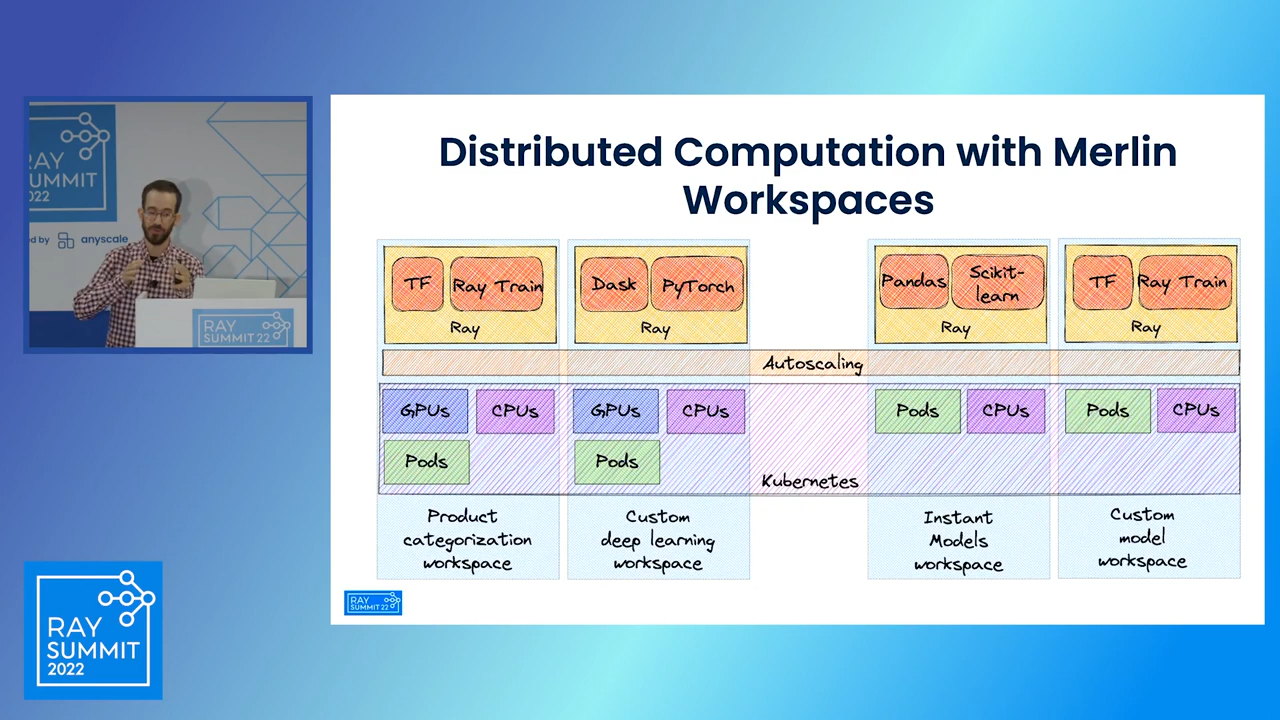 RAY
SUMMIT
2022
anyscale
RAY
SUMMIT 22
Distributed Computation with Merlin
Workspaces
TF
Ray Train
Ray
Dask
PyTorch
Ray
Pandas
Scikit-
learn
Ray
TF
Ray Train
Ray
Autoscaling
GPUs
CPUs
GPUs
CPUs
Pods
CPUs
Pods
CPUs
Pods
Pods
Kubernetes
Product
categorization
workspace
Custom
deep learning
workspace
Instant
Models
workspace
Custom
model
workspace
RAY
SUMMIT 22
RAY
SUMMIT
2022